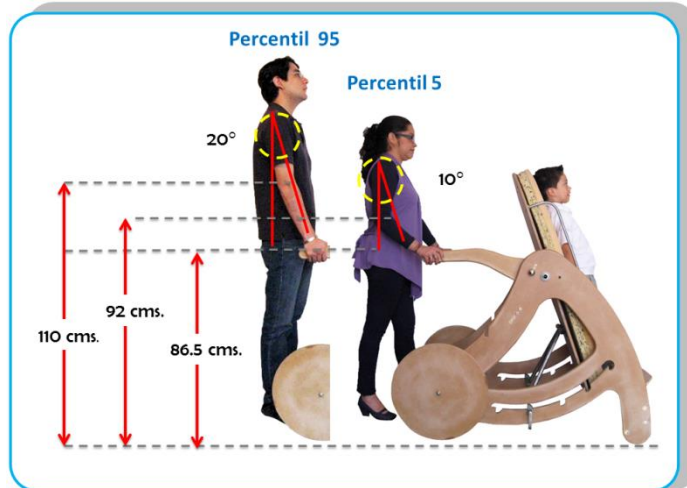 Percentil 95
Percentil 5
20°
10°
92 cms.
110 cms.
86.5 cms.